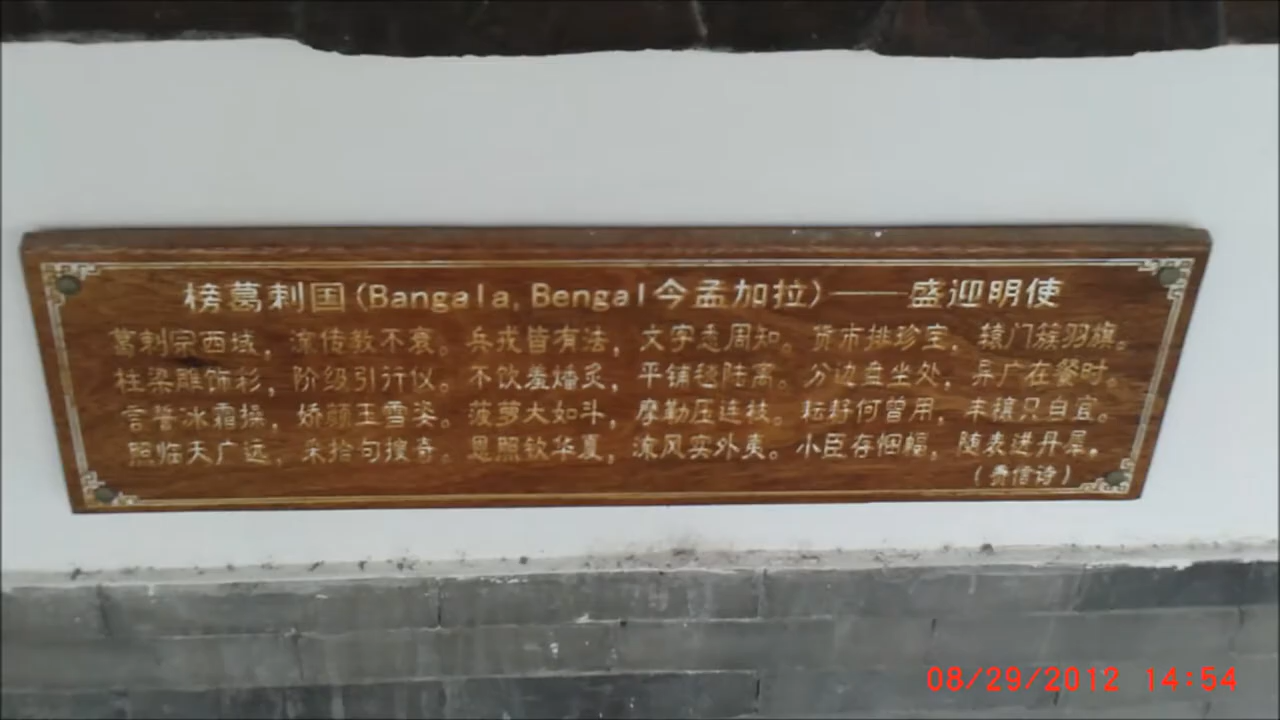 榜葛剌国(Bangala,Bengal今孟加拉)——盛迎明使
葛剌宗西域,流传教不衰。兵戎皆有法,文字悉周知。货市排珍宝,辕门簇羽旗。
柱梁雕饰彩,阶级引行仪。不饮羞燔炙,平铺毯陆离。分边盘坐处,异广在餐时。
言誓冰霜操,娇颜玉雪姿。菠萝大如斗,摩勒压连枝。耘耔何曾用,丰穰只自宜。
照临天广远,采拾句搜奇。恩照钦华夏,流风实外夷。小臣存悃幅,随表进丹墀。
(费信诗)
08/29/2012 14:54